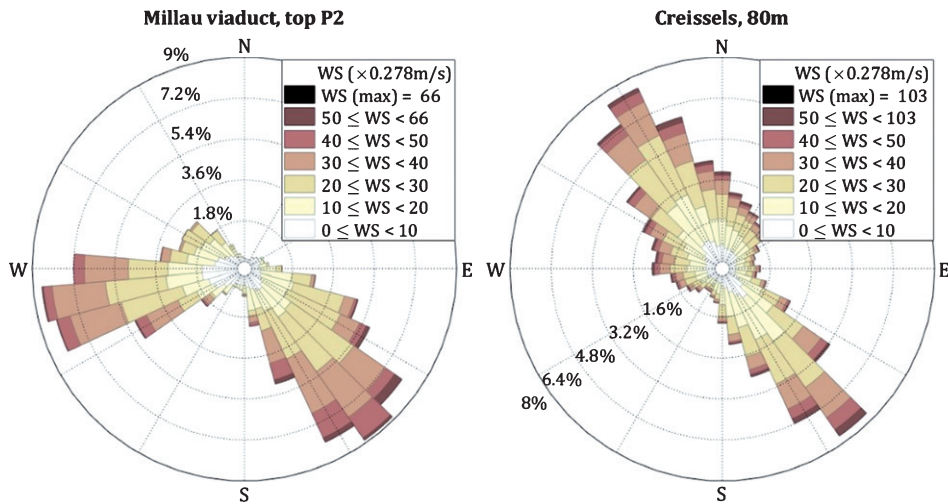 Millau viaduct, top P2
N
9%
7.2%
5.4%
3.6%
1.8%
W
E
S
WS (×0.278m/s)
WS (max) = 66
50 ≤ WS < 66
40 ≤ WS < 50
30 ≤ WS < 40
20 ≤ WS < 30
10 ≤ WS < 20
0 ≤ WS < 10
Creissels, 80m
N
WS (×0.278m/s)
WS (max) = 103
50 ≤ WS < 103
40 ≤ WS < 50
30 ≤ WS < 40
20 ≤ WS < 30
10 ≤ WS < 20
0 ≤ WS < 10
W
E
1.6%
3.2%
4.8%
6.4%
8%
S